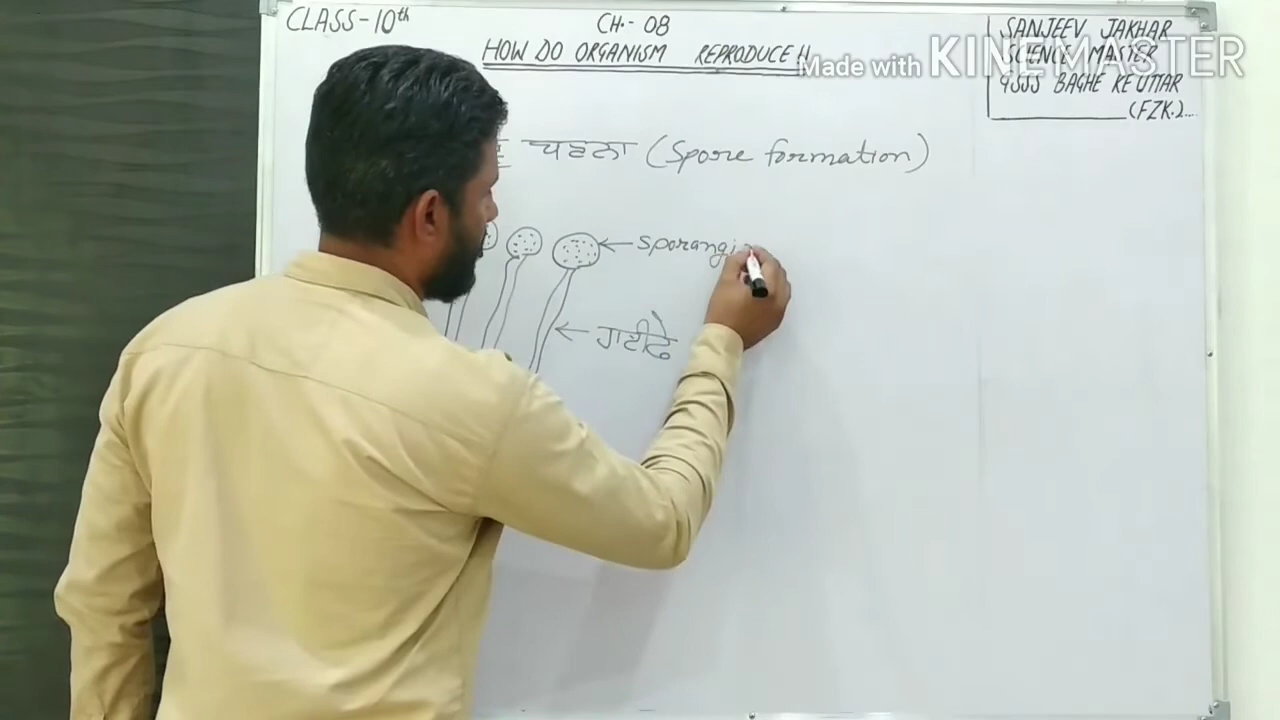 CLASS-10th
CH.- 08
HOW DO ORGANISM REPRODUCE
SANJEEV JAKHAR
SCIENCE MASTER
GSSS BAGHE KE UTTAR
(FZK.)...
Made with KINEMASTER
ਬਣਨਾ (Spore formation)
sporangi
ਹਾਈਫੇ